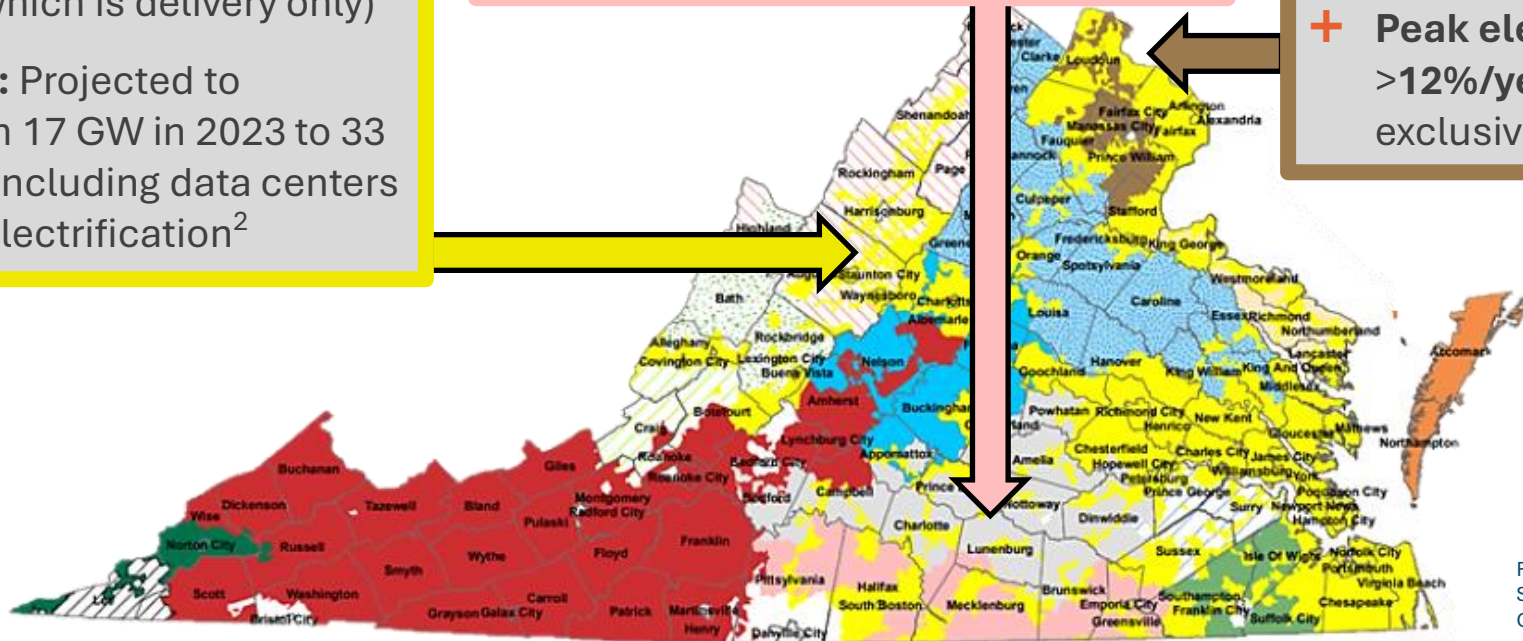 which is delivery only)
: Projected to
17 GW in 2023 to 33
ncluding data centers
lectrification2
+ Peak ele
>12%/ye
exclusiv
Clarke
Loudoun
Fairfax City
Arlington
Alexandria
Manassas City
Fairfax
Shenandoah
Fauquier
Prince William
Rockingham
Page
Culpeper
Harrisonburg
Stafford
Highland
Greene
Fredericksburg
King George
Orange
Spotsylvania
Staunton City
Westmoreland
Waynesboro
Bath
Caroline
Albemarle
Louisa
Essex
Richmond
Northumberland
Rockbridge
Alleghany
Nelson
Hanover
Lancaster
Accomack
Covington City
Lexington City
Buena Vista
Goochland
King William
King And Queen
Middlesex
Amherst
Botetourt
Powhatan
Richmond City
New Kent
Craig
Henrico
Gloucester
Mathews
Lynchburg City
Northampton
Appomattox
Chesterfield
Charles City
James City
Buchanan
Giles
Roanoke
Roanoke City
Bedford City
Amelia
Hopewell City
Williamsburg
York
Petersburg
Prince George
Poquoson City
Montgomery
Bedford
Campbell
Dickenson
Tazewell
Bland
Radford City
Surry
Newport News
Wise
Pulaski
Charlotte
Dinwiddie
Hampton City
Norton City
Russell
Wythe
Floyd
Franklin
Lunenburg
Sussex
Isle Of Wight
Norfolk City
Portsmouth
Smyth
Pittsylvania
Halifax
Virginia Beach
Lee
Scott
Washington
Carroll
Brunswick
Southampton
Chesapeake
Grayson
Galax City
Patrick
Martinsville
South Boston
Mecklenburg
Emporia City
Franklin City
Suffolk City
Bristol City
Henry
Danville City
Greensville